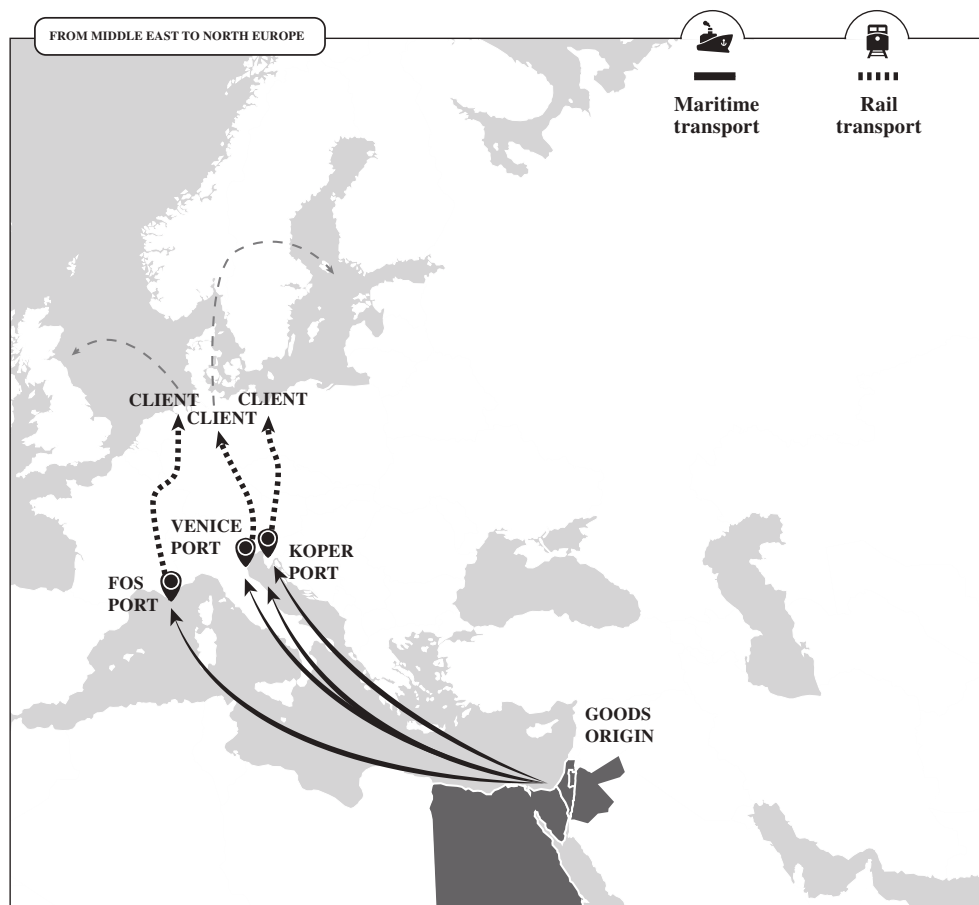 FROM MIDDLE EAST TO NORTH EUROPE
Maritime
transport
Rail
transport
CLIENT
CLIENT
CLIENT
VENICE
PORT
KOPER
PORT
FOS
PORT
GOODS
ORIGIN